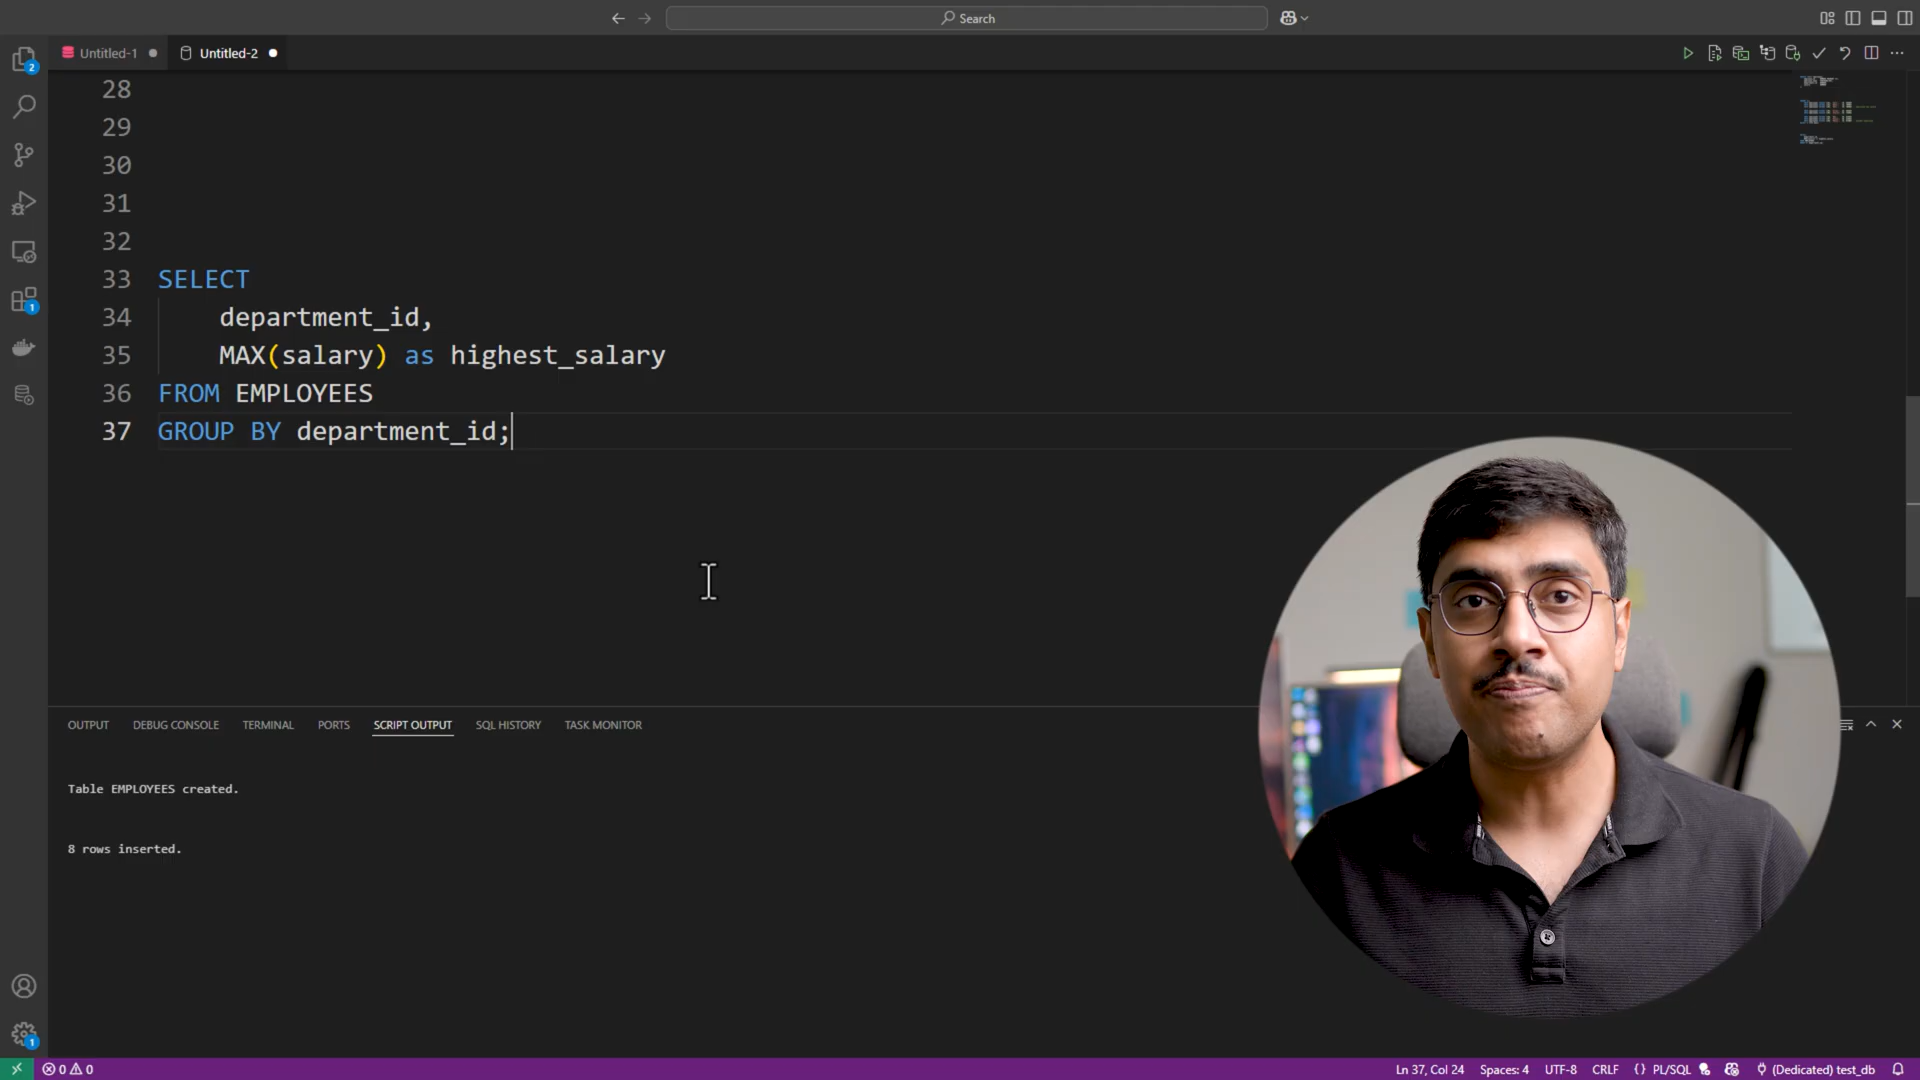 Search
Untitled-1
Untitled-2
2
28
29
30
31
32
33 SELECT
34 department_id,
35 MAX(salary) as highest_salary
36 FROM EMPLOYEES
37 GROUP BY department_id;
1
OUTPUT DEBUG CONSOLE TERMINAL PORTS SCRIPT OUTPUT SQL HISTORY TASK MONITOR
Table EMPLOYEES created.
8 rows inserted.
1
0 0 Ln 37, Col 24 Spaces: 4 UTF-8 CRLF {} PL/SQL (Dedicated) test_db